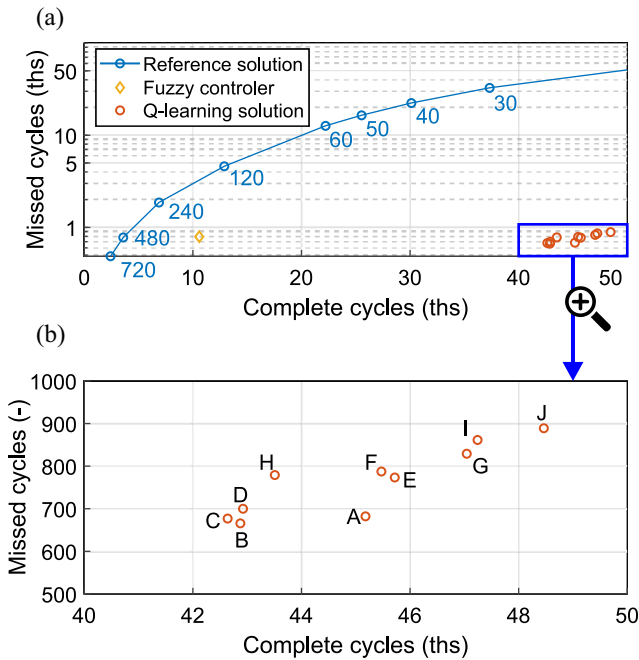 (a)
Reference solution
Fuzzy controler
Q-learning solution
Missed cycles (ths)
50
10
5
1
30
40
50
60
120
240
480
720
0 10 20 30 40 50
Complete cycles (ths)
(b)
Missed cycles (-)
1000
900
800
700
600
500
J
I
G
H
F
E
D
C
A
B
40 42 44 46 48 50
Complete cycles (ths)